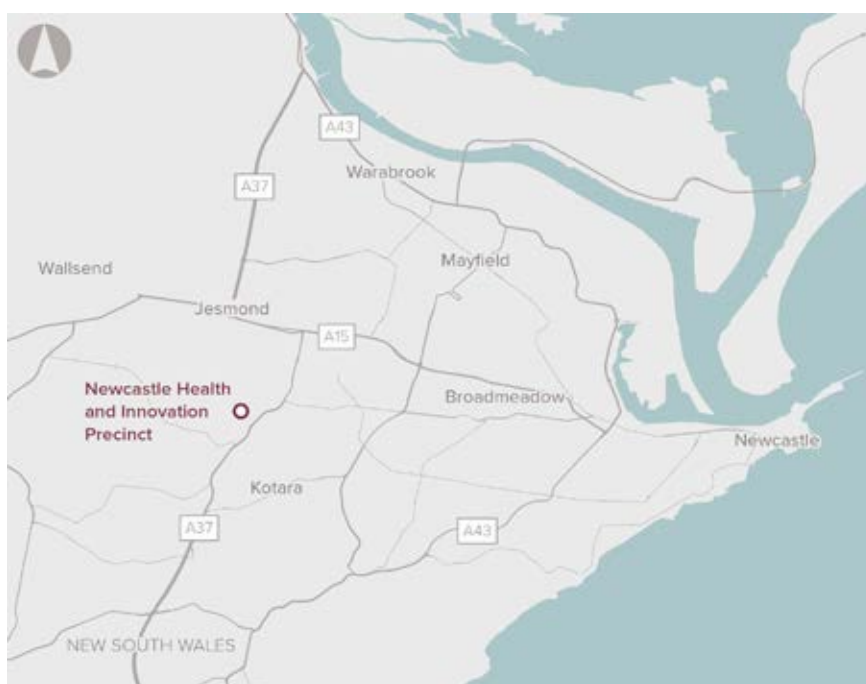 A43
Warabrook
A37
Mayfield
Wallsend
Jesmond
A15
Newcastle Health
and Innovation
Precinct
Broadmeadow
Newcastle
Kotara
A37
A43
NEW SOUTH WALES